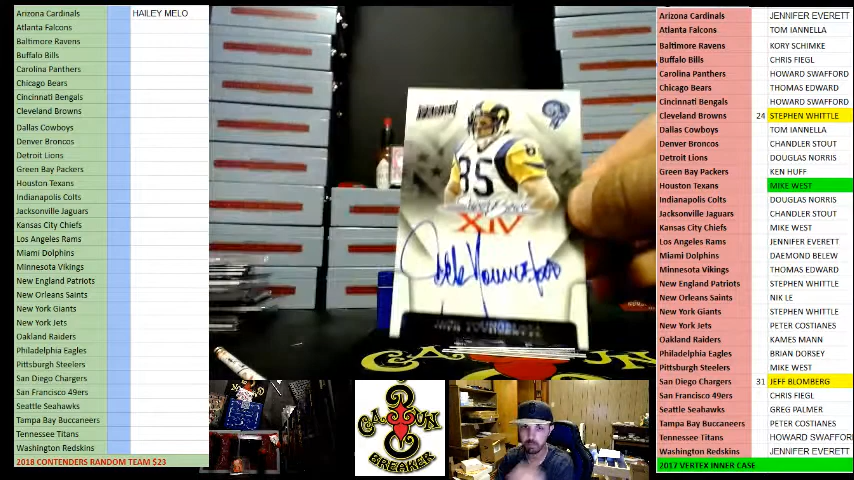 Arizona Cardinals HAILEY MELO
Atlanta Falcons
Baltimore Ravens
Buffalo Bills
Carolina Panthers
Chicago Bears
Cincinnati Bengals
Cleveland Browns
Dallas Cowboys
Denver Broncos
Detroit Lions
Green Bay Packers
Houston Texans
Indianapolis Colts
Jacksonville Jaguars
Kansas City Chiefs
Los Angeles Rams
Miami Dolphins
Minnesota Vikings
New England Patriots
New Orleans Saints
New York Giants
New York Jets
Oakland Raiders
Philadelphia Eagles
Pittsburgh Steelers
San Diego Chargers
San Francisco 49ers
Seattle Seahawks
Tampa Bay Buccaneers
Tennessee Titans
Washington Redskins
2018 CONTENDERS RANDOM TEAM $23
85
XIV
CAJUN
BREAKER
Arizona Cardinals JENNIFER EVERETT
Atlanta Falcons TOM IANNELLA
Baltimore Ravens KORY SCHIMKE
Buffalo Bills CHRIS FIEGL
Carolina Panthers HOWARD SWAFFORD
Chicago Bears THOMAS EDWARD
Cincinnati Bengals HOWARD SWAFFORD
Cleveland Browns 24 STEPHEN WHITTLE
Dallas Cowboys TOM IANNELLA
Denver Broncos CHANDLER STOUT
Detroit Lions DOUGLAS NORRIS
Green Bay Packers KEN HUFF
Houston Texans MIKE WEST
Indianapolis Colts DOUGLAS NORRIS
Jacksonville Jaguars CHANDLER STOUT
Kansas City Chiefs MIKE WEST
Los Angeles Rams JENNIFER EVERETT
Miami Dolphins DAEMON BELEW
Minnesota Vikings THOMAS EDWARD
New England Patriots STEPHEN WHITTLE
New Orleans Saints NIK LE
New York Giants STEPHEN WHITTLE
New York Jets PETER COSTIANES
Oakland Raiders KAMES MANN
Philadelphia Eagles BRIAN DORSEY
Pittsburgh Steelers MIKE WEST
San Diego Chargers 31 JEFF BLOMBERG
San Francisco 49ers CHRIS FIEGL
Seattle Seahawks GREG PALMER
Tampa Bay Buccaneers PETER COSTIANES
Tennessee Titans HOWARD SWAFFORD
Washington Redskins JENNIFER EVERETT
2017 VERTEX INNER CASE